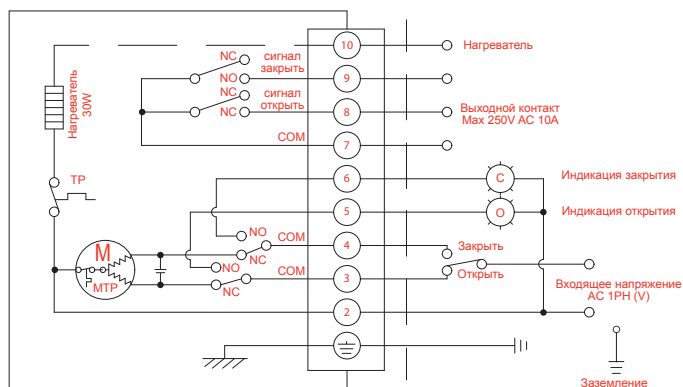 10
Нагреватель
NC
сигнал
закрыть
NO
9
NC
сигнал
открыть
NC
8
Выходной контакт
Max 250V AC 10A
Нагреватель
30W
COM
7
TP
6
C
Индикация закрытия
5
O
Индикация открытия
NO
COM
4
Закрыть
M
NC
NO
COM
3
Открыть
MTP
NC
Входящее напряжение
AC 1PH (V)
2
Заземление